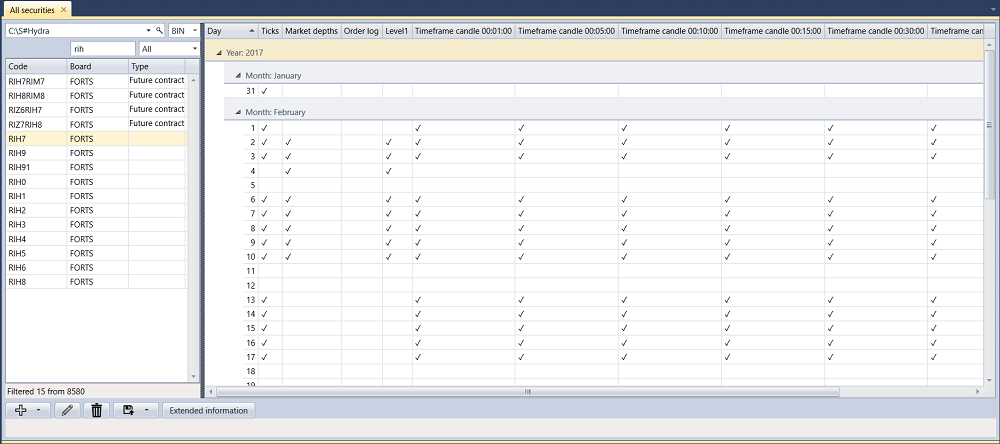 All securities
C:\S#Hydra BIN
rih All
Code Board Type
RIH7RIM7 FORTS Future contract
RIH8RIM8 FORTS Future contract
RIZ6RIH7 FORTS Future contract
RIZ7RIH8 FORTS Future contract
RIH7 FORTS
RIH9 FORTS
RIH91 FORTS
RIH0 FORTS
RIH1 FORTS
RIH2 FORTS
RIH3 FORTS
RIH4 FORTS
RIH5 FORTS
RIH6 FORTS
RIH8 FORTS
Filtered 15 from 8580
Extended information
Day Ticks Market depths Order log Level1 Timeframe candle 00:01:00 Timeframe candle 00:05:00 Timeframe candle 00:10:00 Timeframe candle 00:15:00 Timeframe candle 00:30:00 Timeframe can
Year: 2017
Month: January
31 ✓
Month: February
1 ✓ ✓ ✓ ✓ ✓ ✓ ✓
2 ✓ ✓ ✓ ✓ ✓ ✓ ✓ ✓ ✓
3 ✓ ✓ ✓ ✓ ✓ ✓ ✓ ✓ ✓
4 ✓ ✓
5
6 ✓ ✓ ✓ ✓ ✓ ✓ ✓ ✓ ✓
7 ✓ ✓ ✓ ✓ ✓ ✓ ✓ ✓ ✓
8 ✓ ✓ ✓ ✓ ✓ ✓ ✓ ✓ ✓
9 ✓ ✓ ✓ ✓ ✓ ✓ ✓ ✓ ✓
10 ✓ ✓ ✓ ✓ ✓ ✓ ✓ ✓ ✓
11
12
13 ✓ ✓ ✓ ✓ ✓ ✓ ✓
14 ✓ ✓ ✓ ✓ ✓ ✓ ✓
15 ✓ ✓ ✓ ✓ ✓ ✓ ✓
16 ✓ ✓ ✓ ✓ ✓ ✓ ✓
17 ✓ ✓ ✓ ✓ ✓ ✓ ✓
18
19